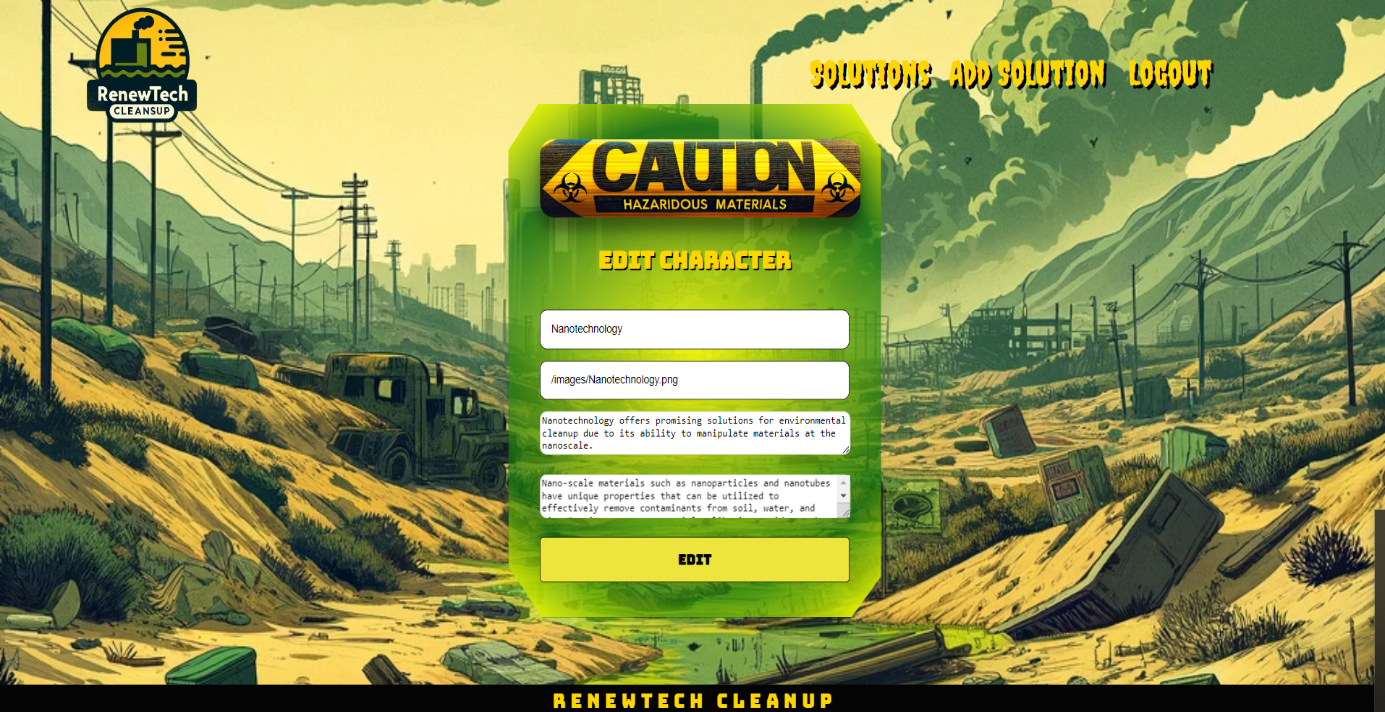 RenewTech
CLEANSUP
SOLUTIONS ADD SOLUTION LOGOUT
CAUTION
HAZARIDOUS MATERIALS
EDIT CHARACTER
Nanotechnology
/images/Nanotechnology.png
Nanotechnology offers promising solutions for environmental
cleanup due to its ability to manipulate materials at the
nanoscale.
Nano-scale materials such as nanoparticles and nanotubes
have unique properties that can be utilized to
effectively remove contaminants from soil, water, and
EDIT
RENEWTECH CLEANUP